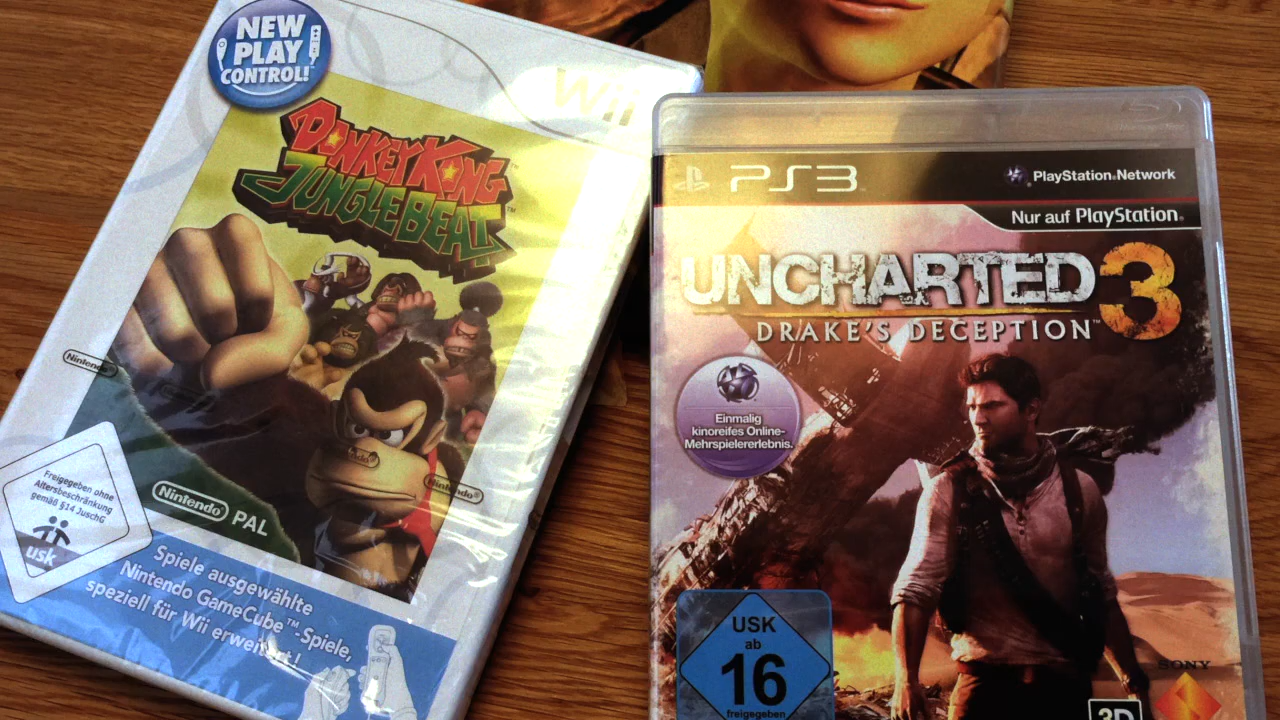 NEW
PLAY
CONTROL!
Wii
DONKEY KONG
JUNGLE BEAT
Nintendo
Nintendo
Nintendo
Freigegeben ohne
Altersbeschränkung
gemäß §14 JuschG
usk
Nintendo PAL
Spiele ausgewählte
Nintendo GameCube™-Spiele,
speziell für Wii erweitert!
PS3
PlayStation®Network
Nur auf PlayStation®
UNCHARTED 3
DRAKE'S DECEPTION™
Einmalig
kinoreifes Online-
Mehrspielererlebnis.
USK
ab
16
freigegeben
SONY
3D